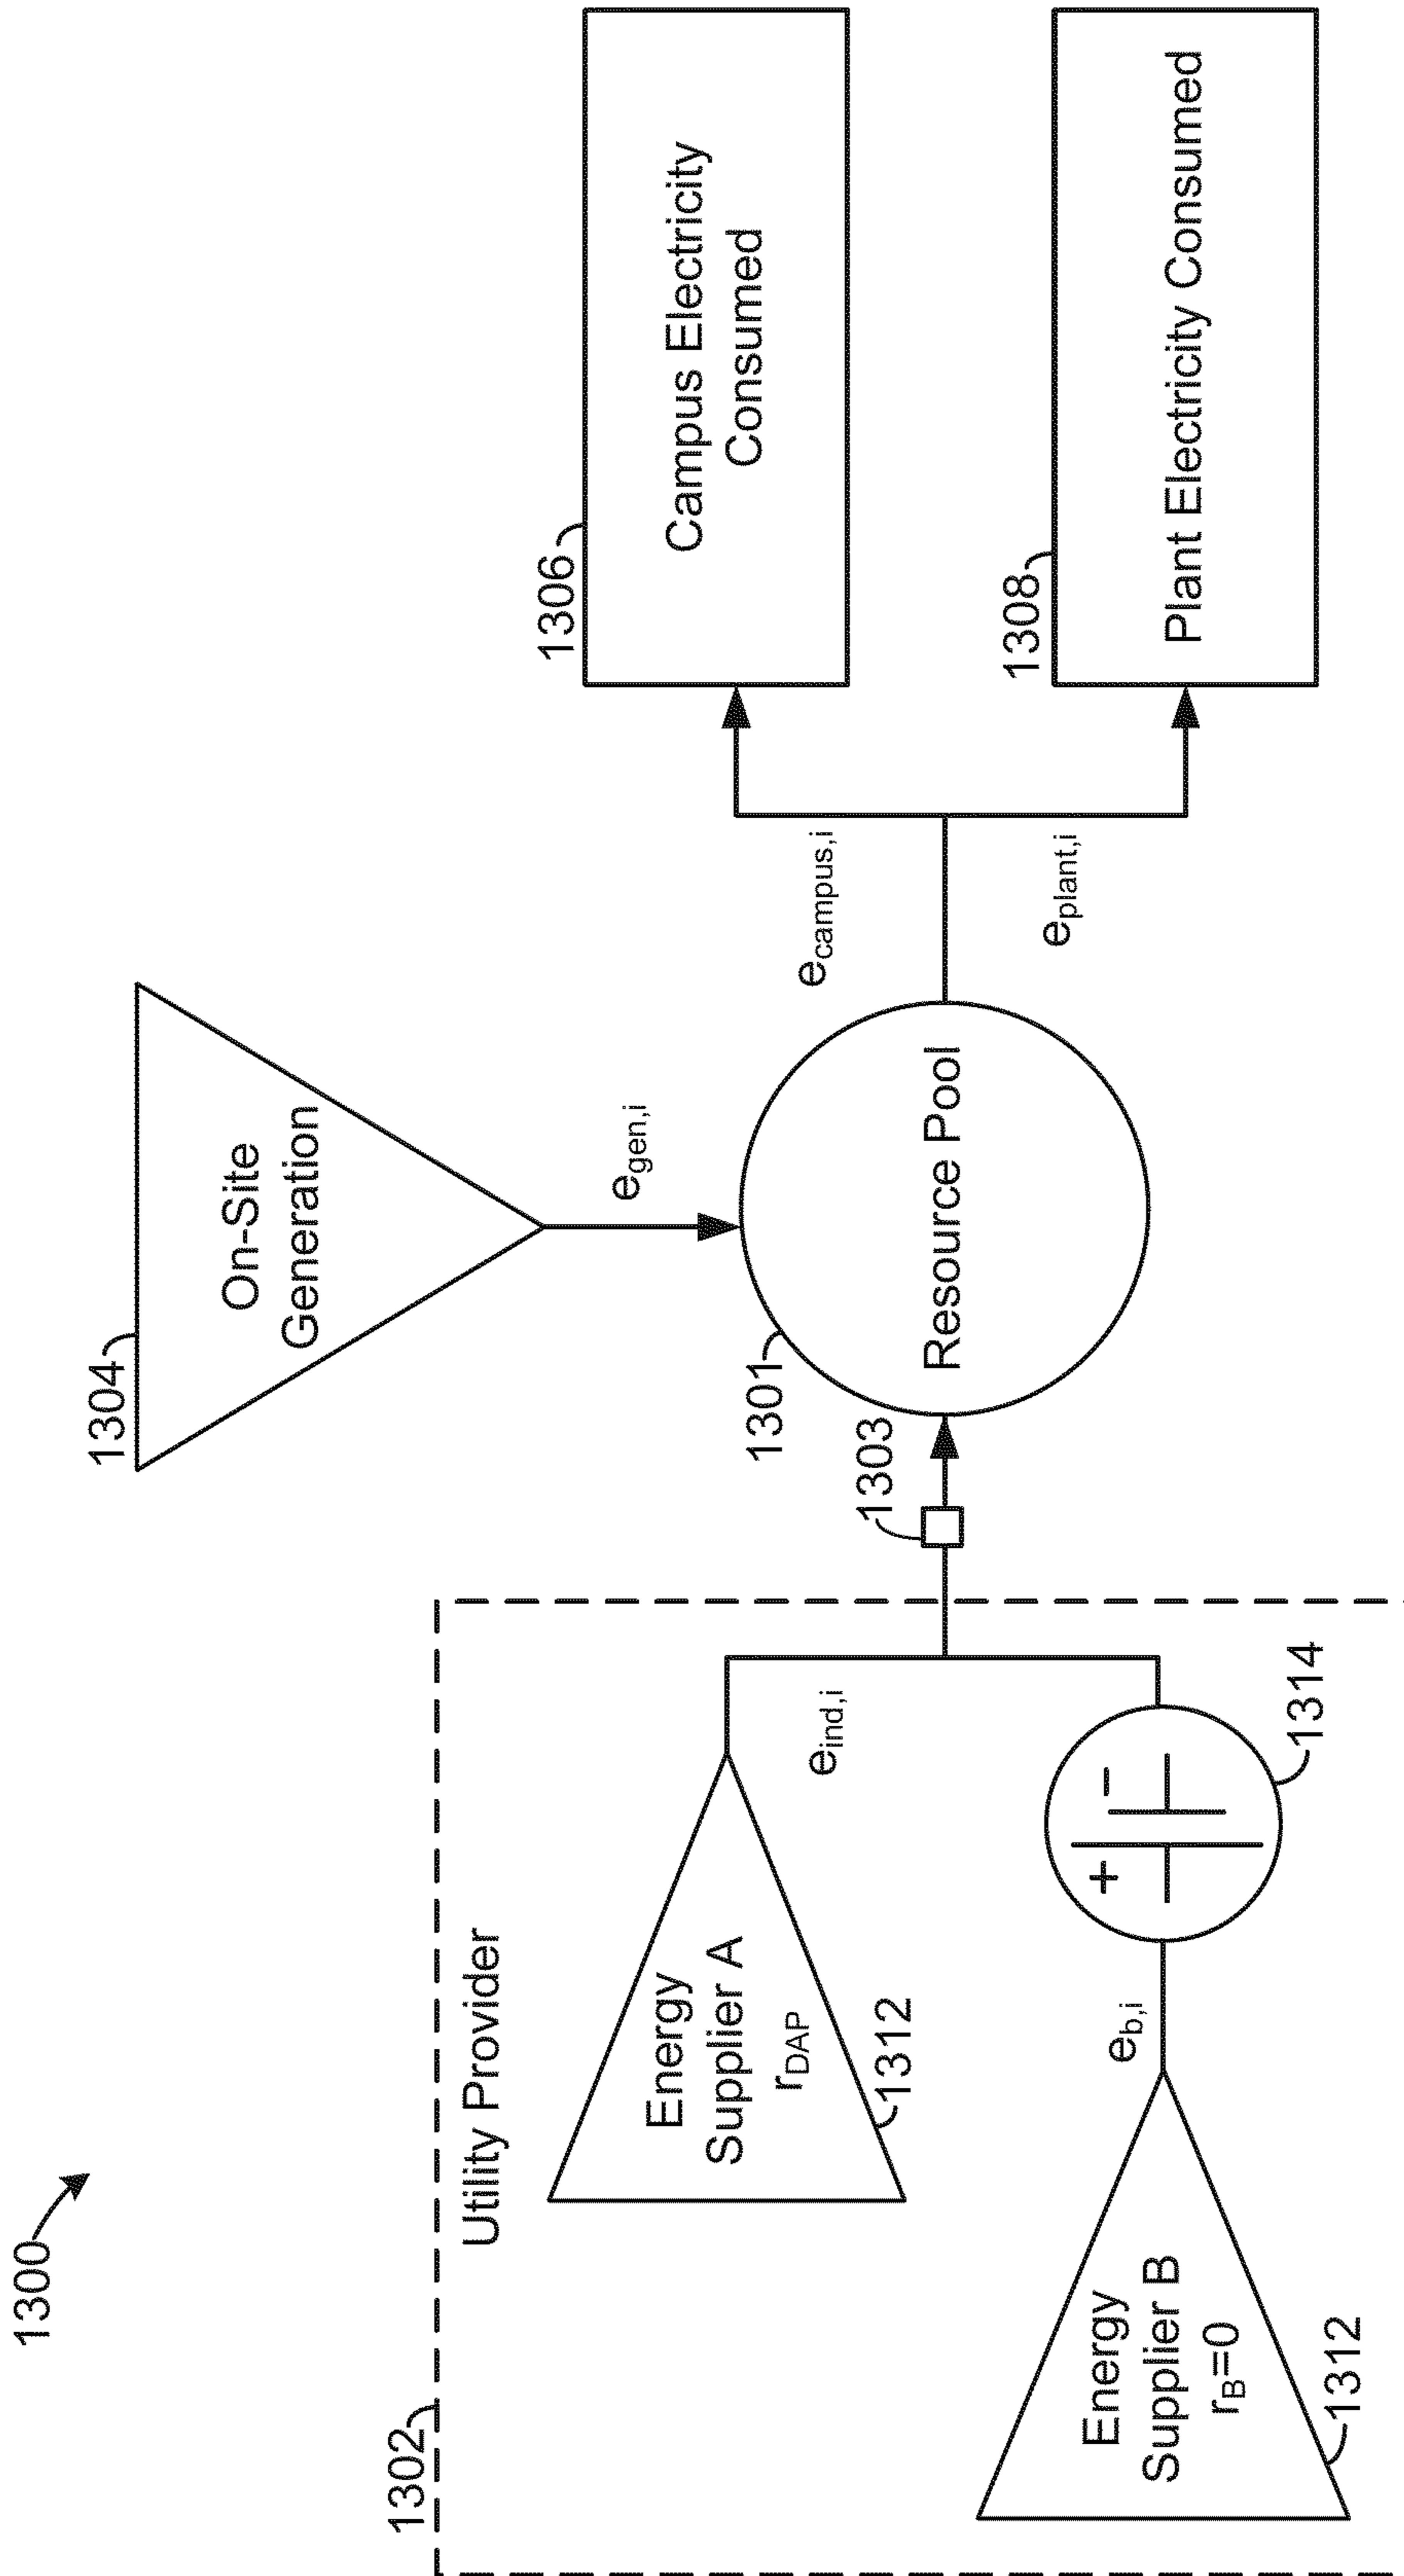 1300
1302
Utility Provider
Energy
Supplier A
r_DAP
1312
e_ind,i
Energy
Supplier B
r_B=0
1312
e_b,i
+ -
1314
1303
1304
On-Site
Generation
e_gen,i
1301
Resource Pool
e_campus,i
e_plant,i
1306
Campus Electricity
Consumed
1308
Plant Electricity Consumed